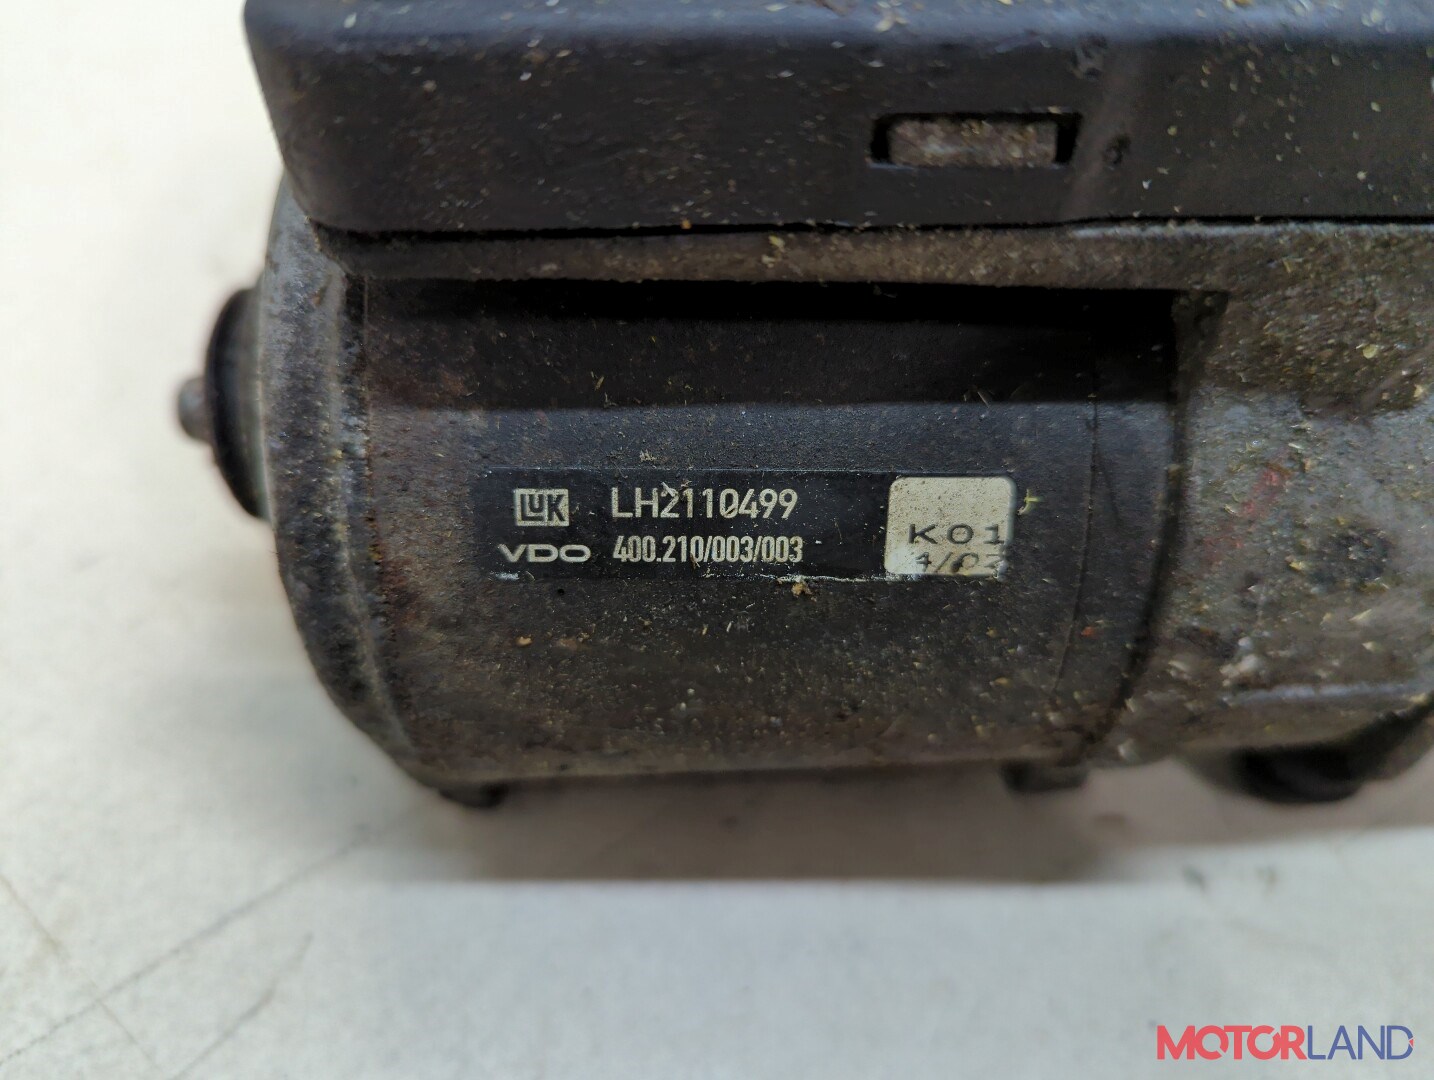 LUK LH2110499
VDO 400.210/003/003
K01
MOTORLAND